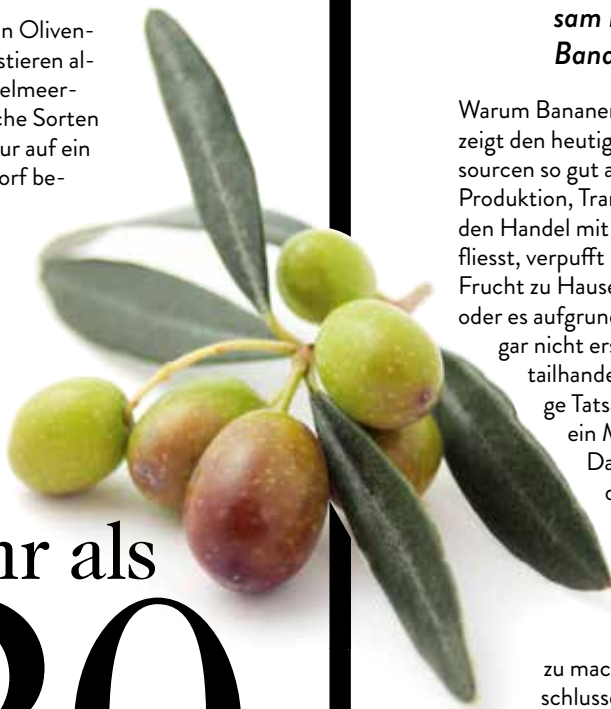 n Oliven-
stieren al-
elmeer-
che Sorten
ur auf ein
orf be-
hr als
sam
Bana
Warum Bananen
zeigt den heutig
sourcen so gut a
Produktion, Tran
den Handel mit
fliesst, verpufft
Frucht zu Hause
oder es aufgrund
gar nicht ers
tailhande
ge Tats
ein M
Da
zu mac
schlusse